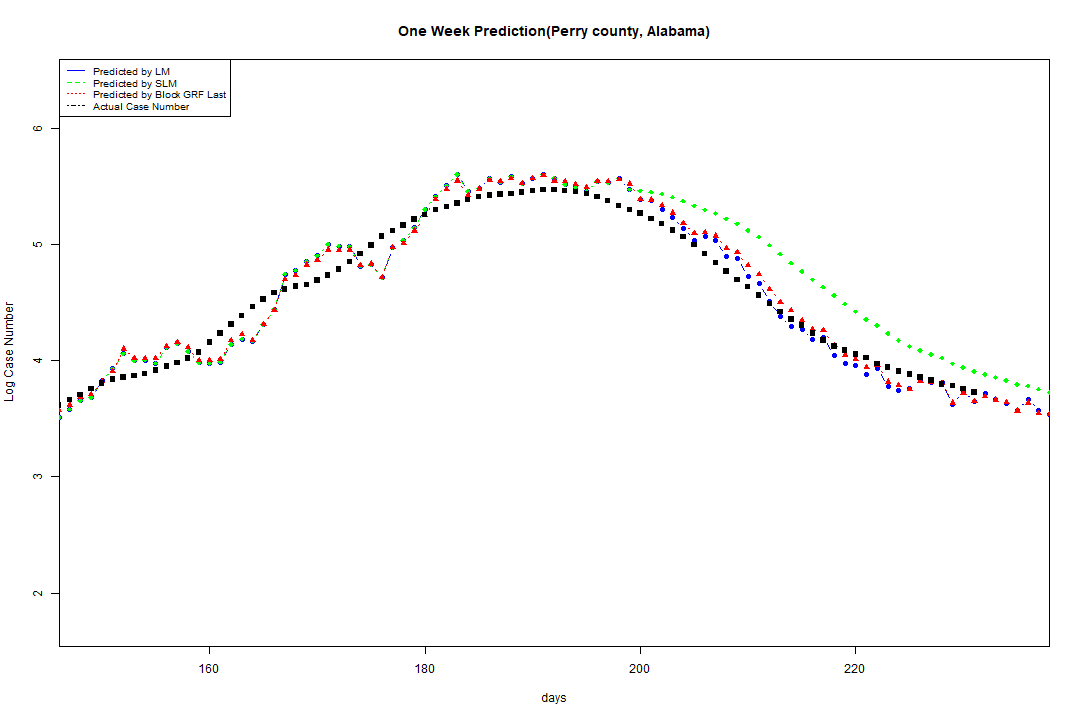 One Week Prediction(Perry county, Alabama)
Predicted by LM
Predicted by SLM
Predicted by Block GRF Last
Actual Case Number
6
5
4
3
2
Log Case Number
160
180
200
220
days